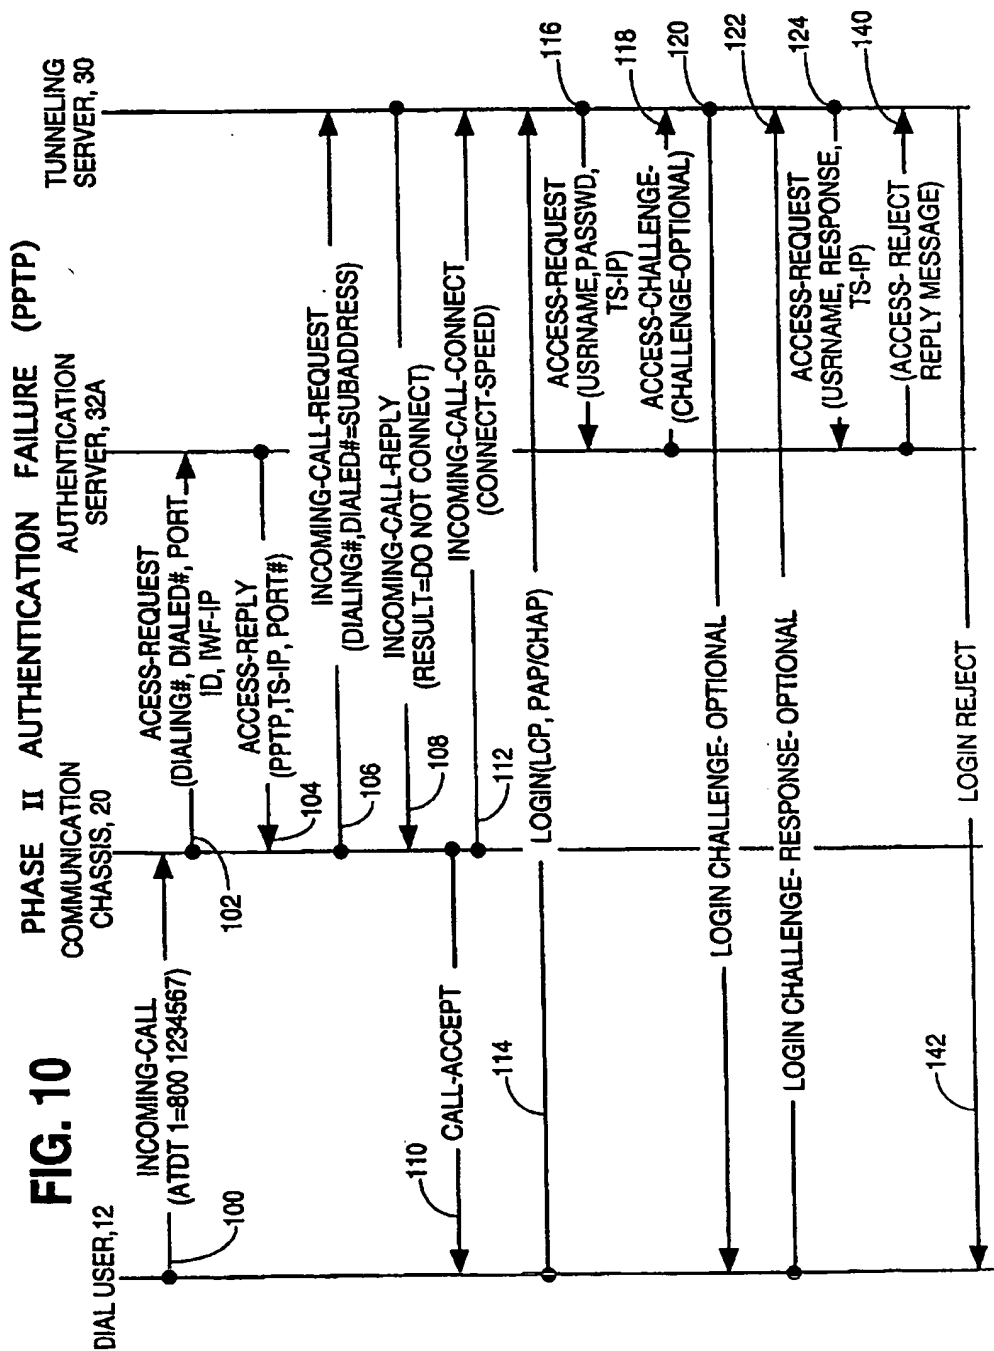 FIG. 10
PHASE II AUTHENTICATION FAILURE (PPTP)
DIAL USER,12
COMMUNICATION
CHASSIS, 20
AUTHENTICATION
SERVER, 32A
TUNNELING
SERVER, 30
INCOMING-CALL
(ATDT 1=800 1234567)
100
ACESS-REQUEST
(DIALING#, DIALED#, PORT
ID, IWF-IP
102
ACCESS-REPLY
(PPTP,TS-IP, PORT#)
104
INCOMING-CALL-REQUEST
(DIALING#,DIALED#=SUBADDRESS)
106
INCOMING-CALL-REPLY
(RESULT=DO NOT CONNECT)
108
CALL-ACCEPT
110
INCOMING-CALL-CONNECT
(CONNECT-SPEED)
112
LOGIN(LCP, PAP/CHAP)
114
ACCESS-REQUEST
(USRNAME,PASSWD,
TS-IP)
116
ACCESS-CHALLENGE-
(CHALLENGE-OPTIONAL)
118
LOGIN CHALLENGE- OPTIONAL
120
LOGIN CHALLENGE- RESPONSE- OPTIONAL
122
ACCESS-REQUEST
(USRNAME, RESPONSE,
TS-IP)
124
(ACCESS- REJECT
REPLY MESSAGE)
140
LOGIN REJECT
142